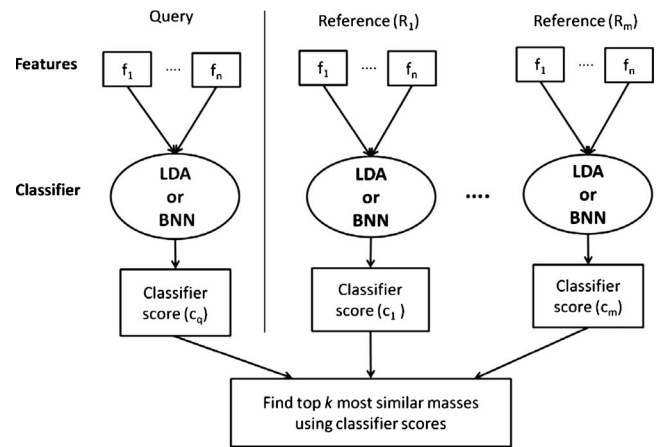 Query
Reference (R1)
Reference (Rm)
Features
f1
....
fn
f1
....
fn
f1
....
fn
Classifier
LDA
or
BNN
LDA
or
BNN
....
LDA
or
BNN
Classifier
score (cq)
Classifier
score (c1 )
Classifier
score (cm)
Find top k most similar masses
using classifier scores